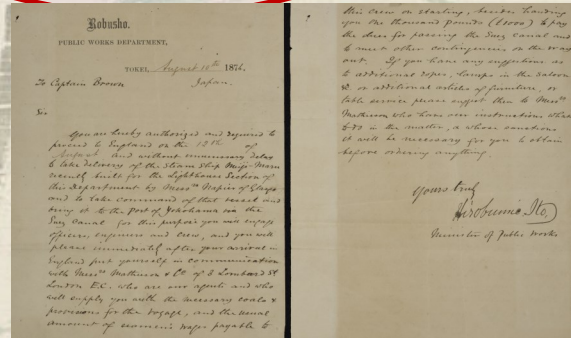 Kobusho.
PUBLIC WORKS DEPARTMENT,
TOKEI, August 10th 1874.
To Captain Brown
Japan.
Sir
You are hereby authorized and required to
proceed to England on the 12th of
August, and without unnecessary delay
to take delivery of the Steam Ship Meiji Maru
recently built for the Lighthouse Section of
this Department by Messrs Napier of Glasgow
and to take command of that vessel and
bring it to the Port of Yokohama via the
Suez Canal for this purpose you will engage
officers, engineers and crew, and you will
please immediately after your arrival in
England put yourself in communication
with Messrs Matheson & Co of 3 Lombard St
London E.C. who are our agents and who
will supply you with the necessary coals &
provisions for the voyage, and the usual
amount of seamen's wages payable to
this crew on starting, besides handing
you one thousand pounds (£1000) to pay
the dues for passing the Suez Canal and
to meet other contingencies on the way
out. If you have any suggestions as
to additional ropes, lamps in the saloon
& or additional articles of furniture, or
table service please suggest them to Messrs
Matheson who have our instructions what
to do in the matter, & whose sanctions
it will be necessary for you to obtain
before ordering anything.
Yours truly
Hirobumi Ito,
Minister of Public Works